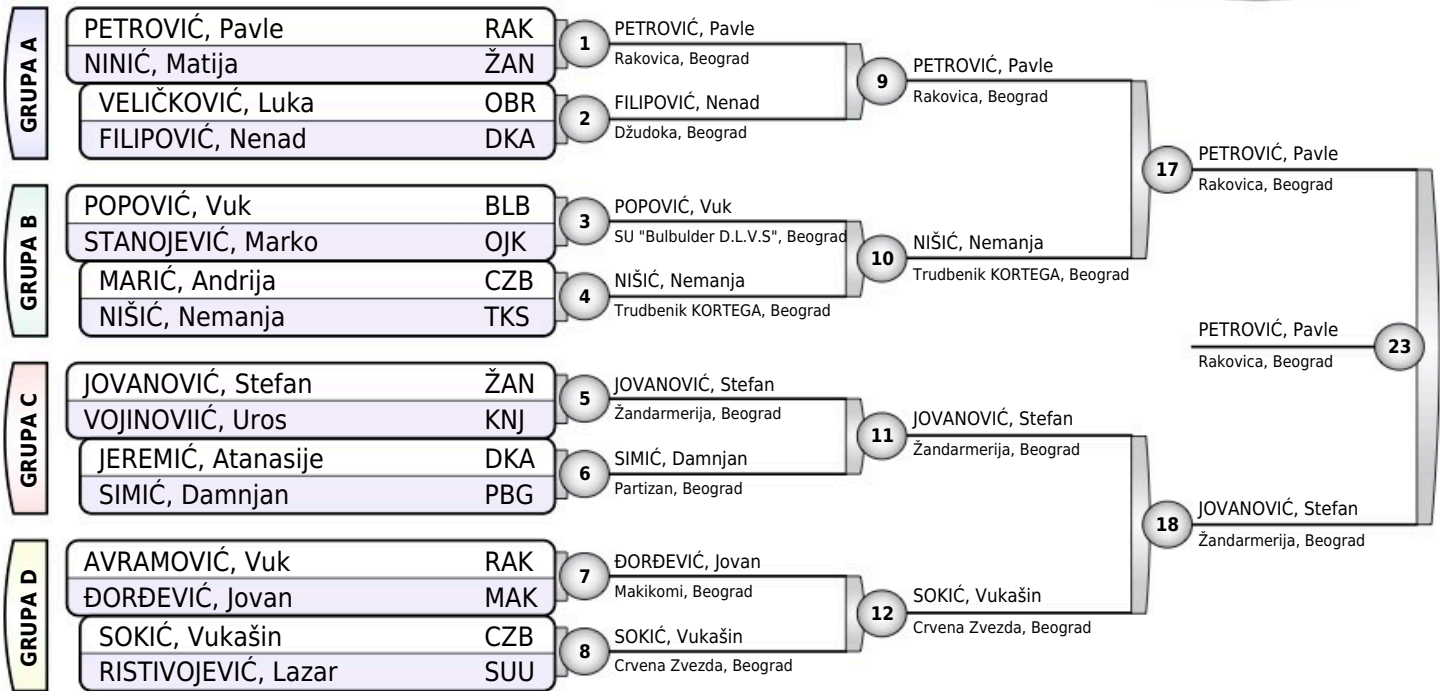 GRUPA A
PETROVIĆ, Pavle RAK
NINIĆ, Matija ŽAN
VELIČKOVIĆ, Luka OBR
FILIPOVIĆ, Nenad DKA
GRUPA B
POPOVIĆ, Vuk BLB
STANOJEVIĆ, Marko OJK
MARIĆ, Andrija CZB
NIŠIĆ, Nemanja TKS
GRUPA C
JOVANOVIĆ, Stefan ŽAN
VOJINOVIIĆ, Uros KNJ
JEREMIĆ, Atanasije DKA
SIMIĆ, Damnjan PBG
GRUPA D
AVRAMOVIĆ, Vuk RAK
ĐORĐEVIĆ, Jovan MAK
SOKIĆ, Vukašin CZB
RISTIVOJEVIĆ, Lazar SUU
1
PETROVIĆ, Pavle
Rakovica, Beograd
2
FILIPOVIĆ, Nenad
Džudoka, Beograd
3
POPOVIĆ, Vuk
SU "Bulbulder D.L.V.S", Beograd
4
NIŠIĆ, Nemanja
Trudbenik KORTEGA, Beograd
5
JOVANOVIĆ, Stefan
Žandarmerija, Beograd
6
SIMIĆ, Damnjan
Partizan, Beograd
7
ĐORĐEVIĆ, Jovan
Makikomi, Beograd
8
SOKIĆ, Vukašin
Crvena Zvezda, Beograd
9
PETROVIĆ, Pavle
Rakovica, Beograd
10
NIŠIĆ, Nemanja
Trudbenik KORTEGA, Beograd
11
JOVANOVIĆ, Stefan
Žandarmerija, Beograd
12
SOKIĆ, Vukašin
Crvena Zvezda, Beograd
17
PETROVIĆ, Pavle
Rakovica, Beograd
18
JOVANOVIĆ, Stefan
Žandarmerija, Beograd
PETROVIĆ, Pavle
Rakovica, Beograd
23